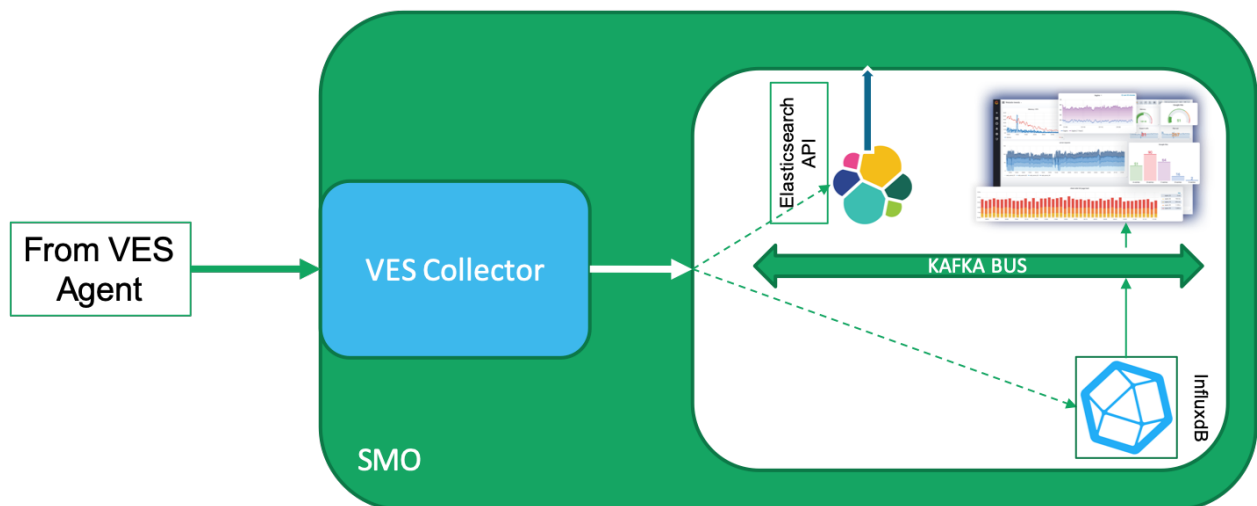 From VES
Agent
VES Collector
SMO
Elasticsearch
API
KAFKA BUS
InfluxdB